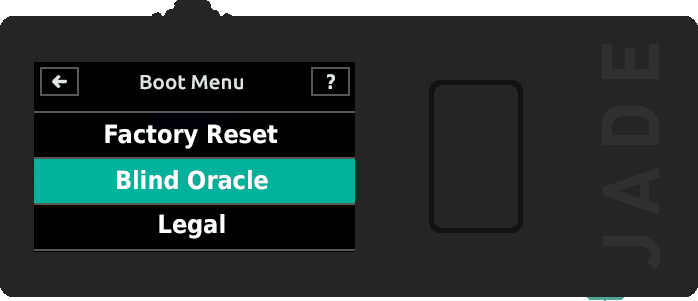 ← Boot Menu ?
Factory Reset
Blind Oracle
Legal
JADE